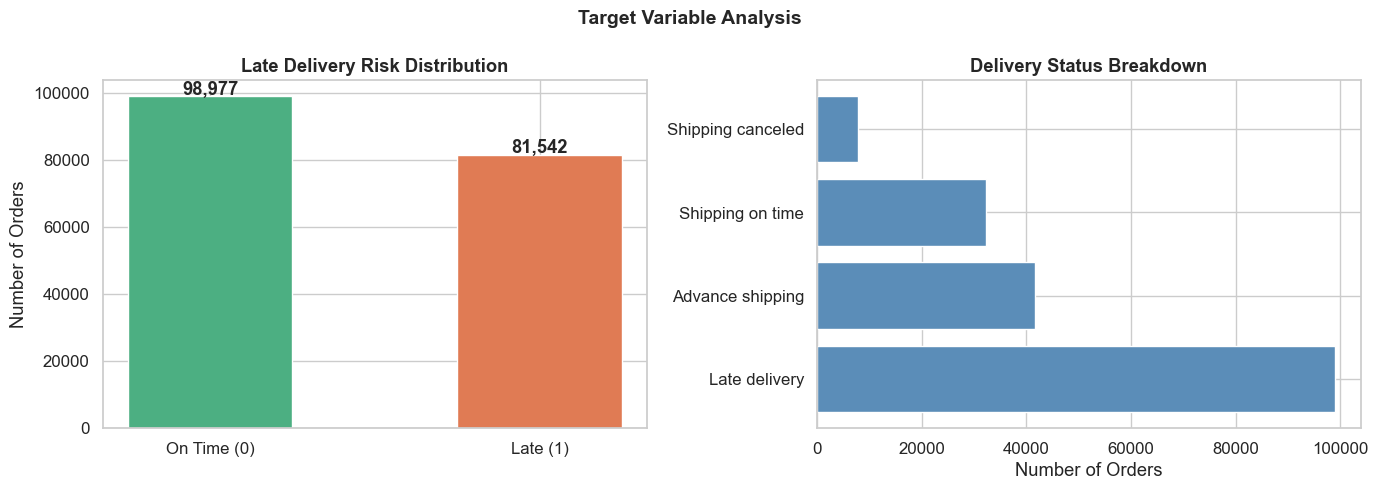 Target Variable Analysis
Late Delivery Risk Distribution
Number of Orders
100000
80000
60000
40000
20000
0
98,977
81,542
On Time (0)
Late (1)
Delivery Status Breakdown
Shipping canceled
Shipping on time
Advance shipping
Late delivery
0
20000
40000
60000
80000
100000
Number of Orders